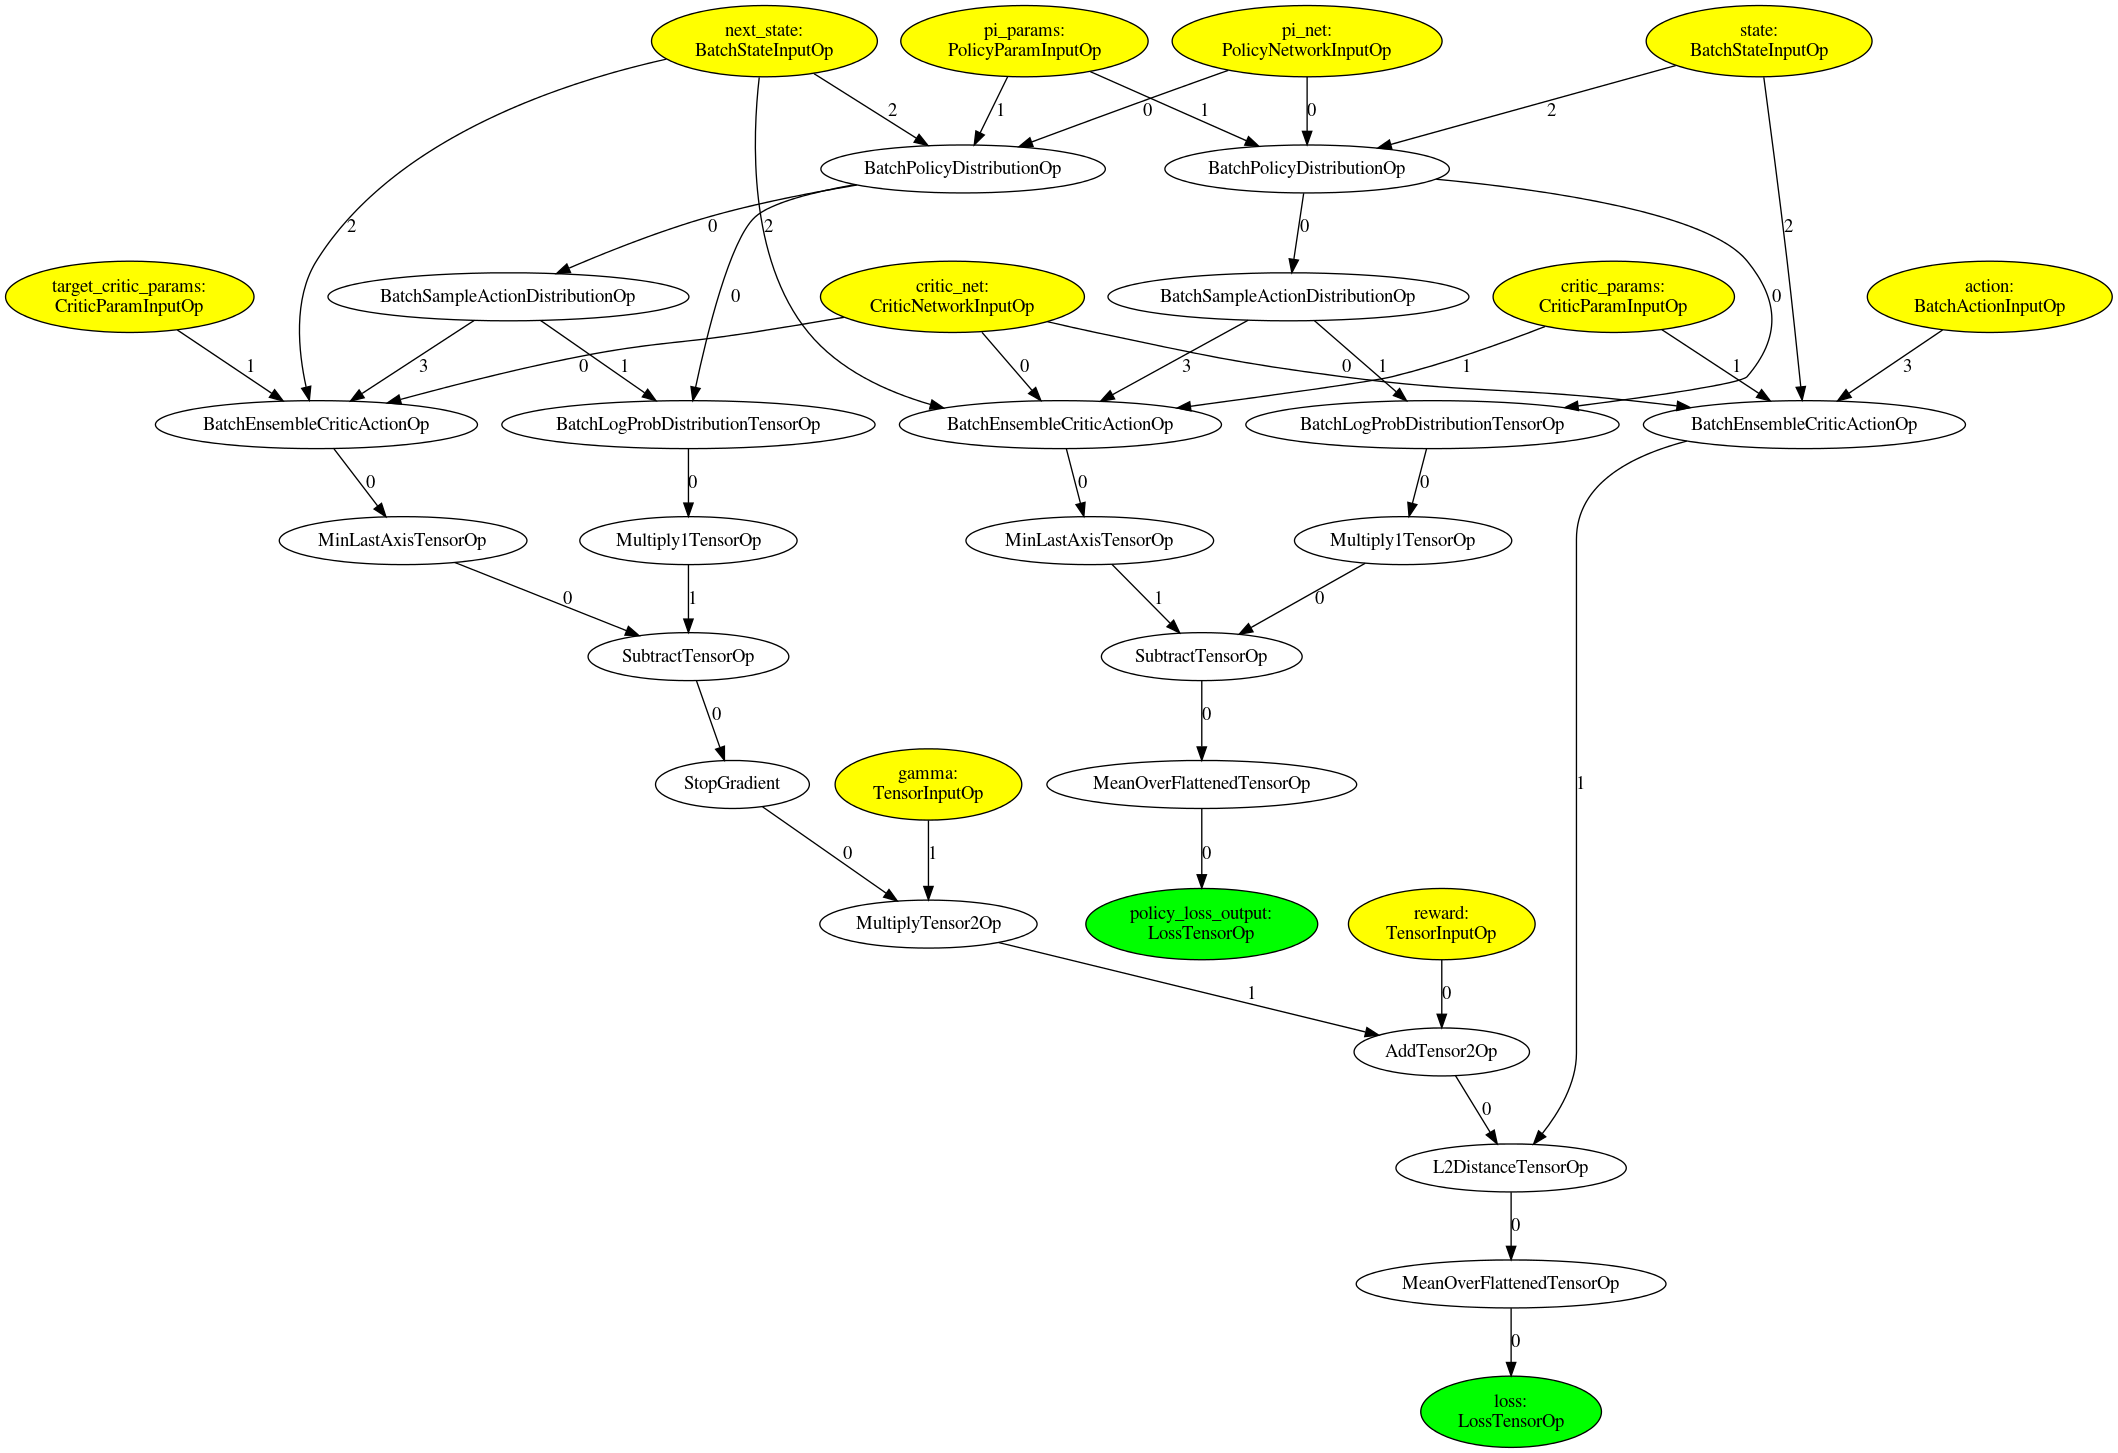 next_state:
BatchStateInputOp
pi_params:
PolicyParamInputOp
pi_net:
PolicyNetworkInputOp
state:
BatchStateInputOp
2
1
0
1
0
2
BatchPolicyDistributionOp
BatchPolicyDistributionOp
2
0
2
0
2
target_critic_params:
CriticParamInputOp
BatchSampleActionDistributionOp
0
critic_net:
CriticNetworkInputOp
BatchSampleActionDistributionOp
critic_params:
CriticParamInputOp
0
action:
BatchActionInputOp
1
3
0
1
0
3
0
1
1
1
3
BatchEnsembleCriticActionOp
BatchLogProbDistributionTensorOp
BatchEnsembleCriticActionOp
BatchLogProbDistributionTensorOp
BatchEnsembleCriticActionOp
0
0
0
0
MinLastAxisTensorOp
Multiply1TensorOp
MinLastAxisTensorOp
Multiply1TensorOp
0
1
1
0
SubtractTensorOp
SubtractTensorOp
0
0
StopGradient
gamma:
TensorInputOp
MeanOverFlattenedTensorOp
1
0
1
0
MultiplyTensor2Op
policy_loss_output:
LossTensorOp
reward:
TensorInputOp
1
0
AddTensor2Op
0
L2DistanceTensorOp
0
MeanOverFlattenedTensorOp
0
loss:
LossTensorOp